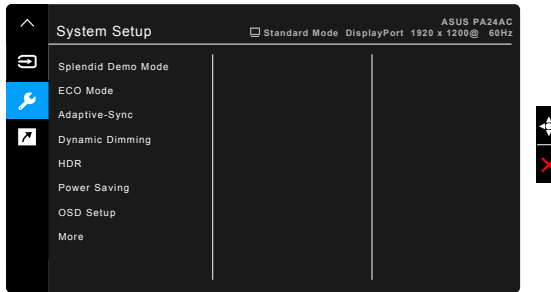 ASUS PA24AC
System Setup
Standard Mode DisplayPort 1920 x 1200@ 60Hz
Splendid Demo Mode
ECO Mode
Adaptive-Sync
Dynamic Dimming
HDR
Power Saving
OSD Setup
More